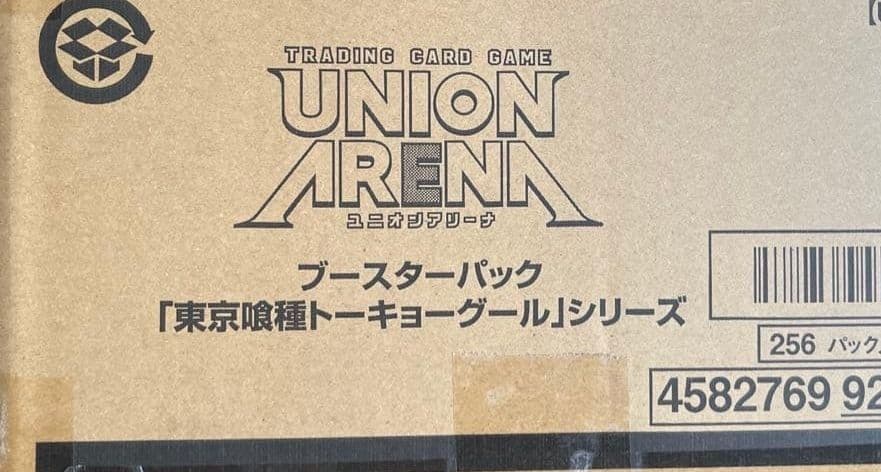 TRADING CARD GAME
UNION
ARENA
ユニオンアリーナ
ブースターパック
「東京喰種トーキョーグール」シリーズ
256 パック
4582769 92